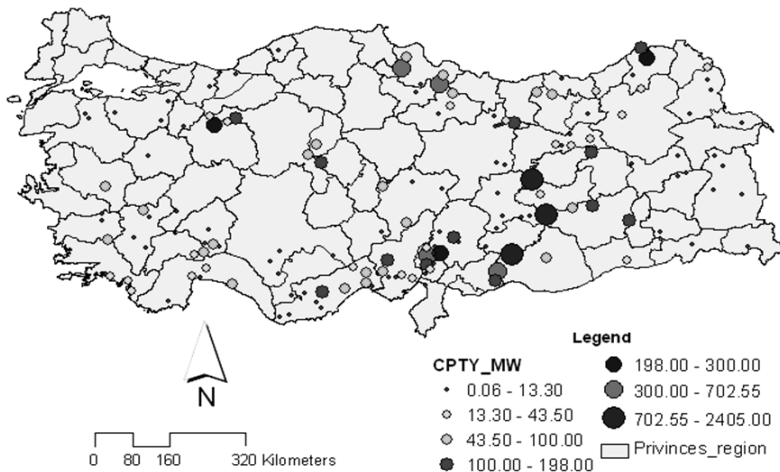 Legend
CPTY_MW
0.06 - 13.30
13.30 - 43.50
43.50 - 100.00
100.00 - 198.00
198.00 - 300.00
300.00 - 702.55
702.55 - 2405.00
Privinces_region
N
0 80 160 320 Kilometers